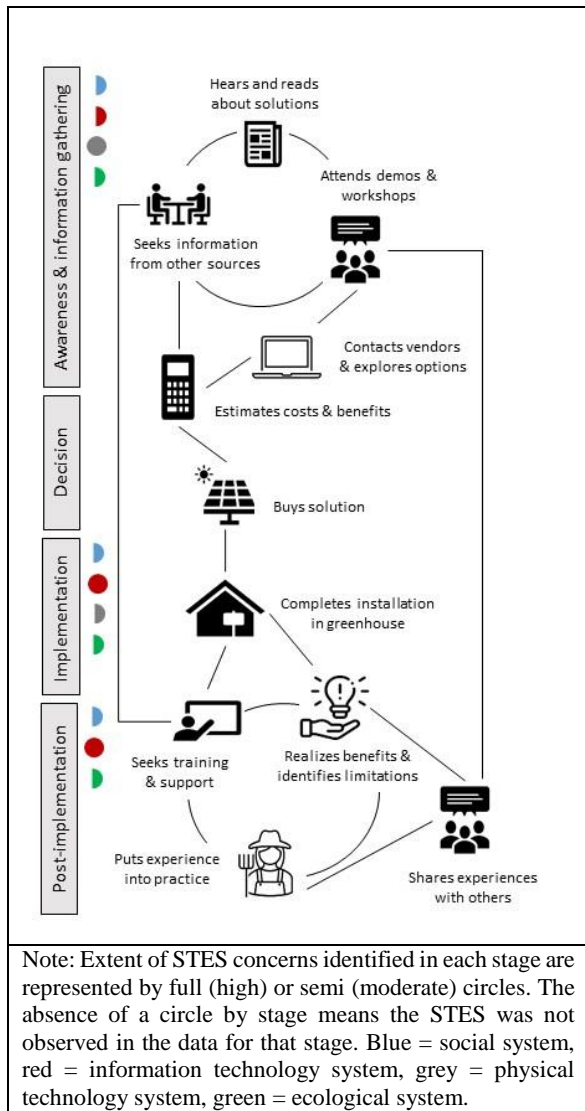 Awareness & information gathering
Hears and reads
about solutions
Attends demos &
workshops
Seeks information
from other sources
Contacts vendors
& explores options
Estimates costs & benefits
Decision
Buys solution
Implementation
Completes installation
in greenhouse
Post-implementation
Seeks training
& support
Realizes benefits &
identifies limitations
Puts experience
into practice
Shares experiences
with others
Note: Extent of STES concerns identified in each stage are
represented by full (high) or semi (moderate) circles. The
absence of a circle by stage means the STES was not
observed in the data for that stage. Blue = social system,
red = information technology system, grey = physical
technology system, green = ecological system.